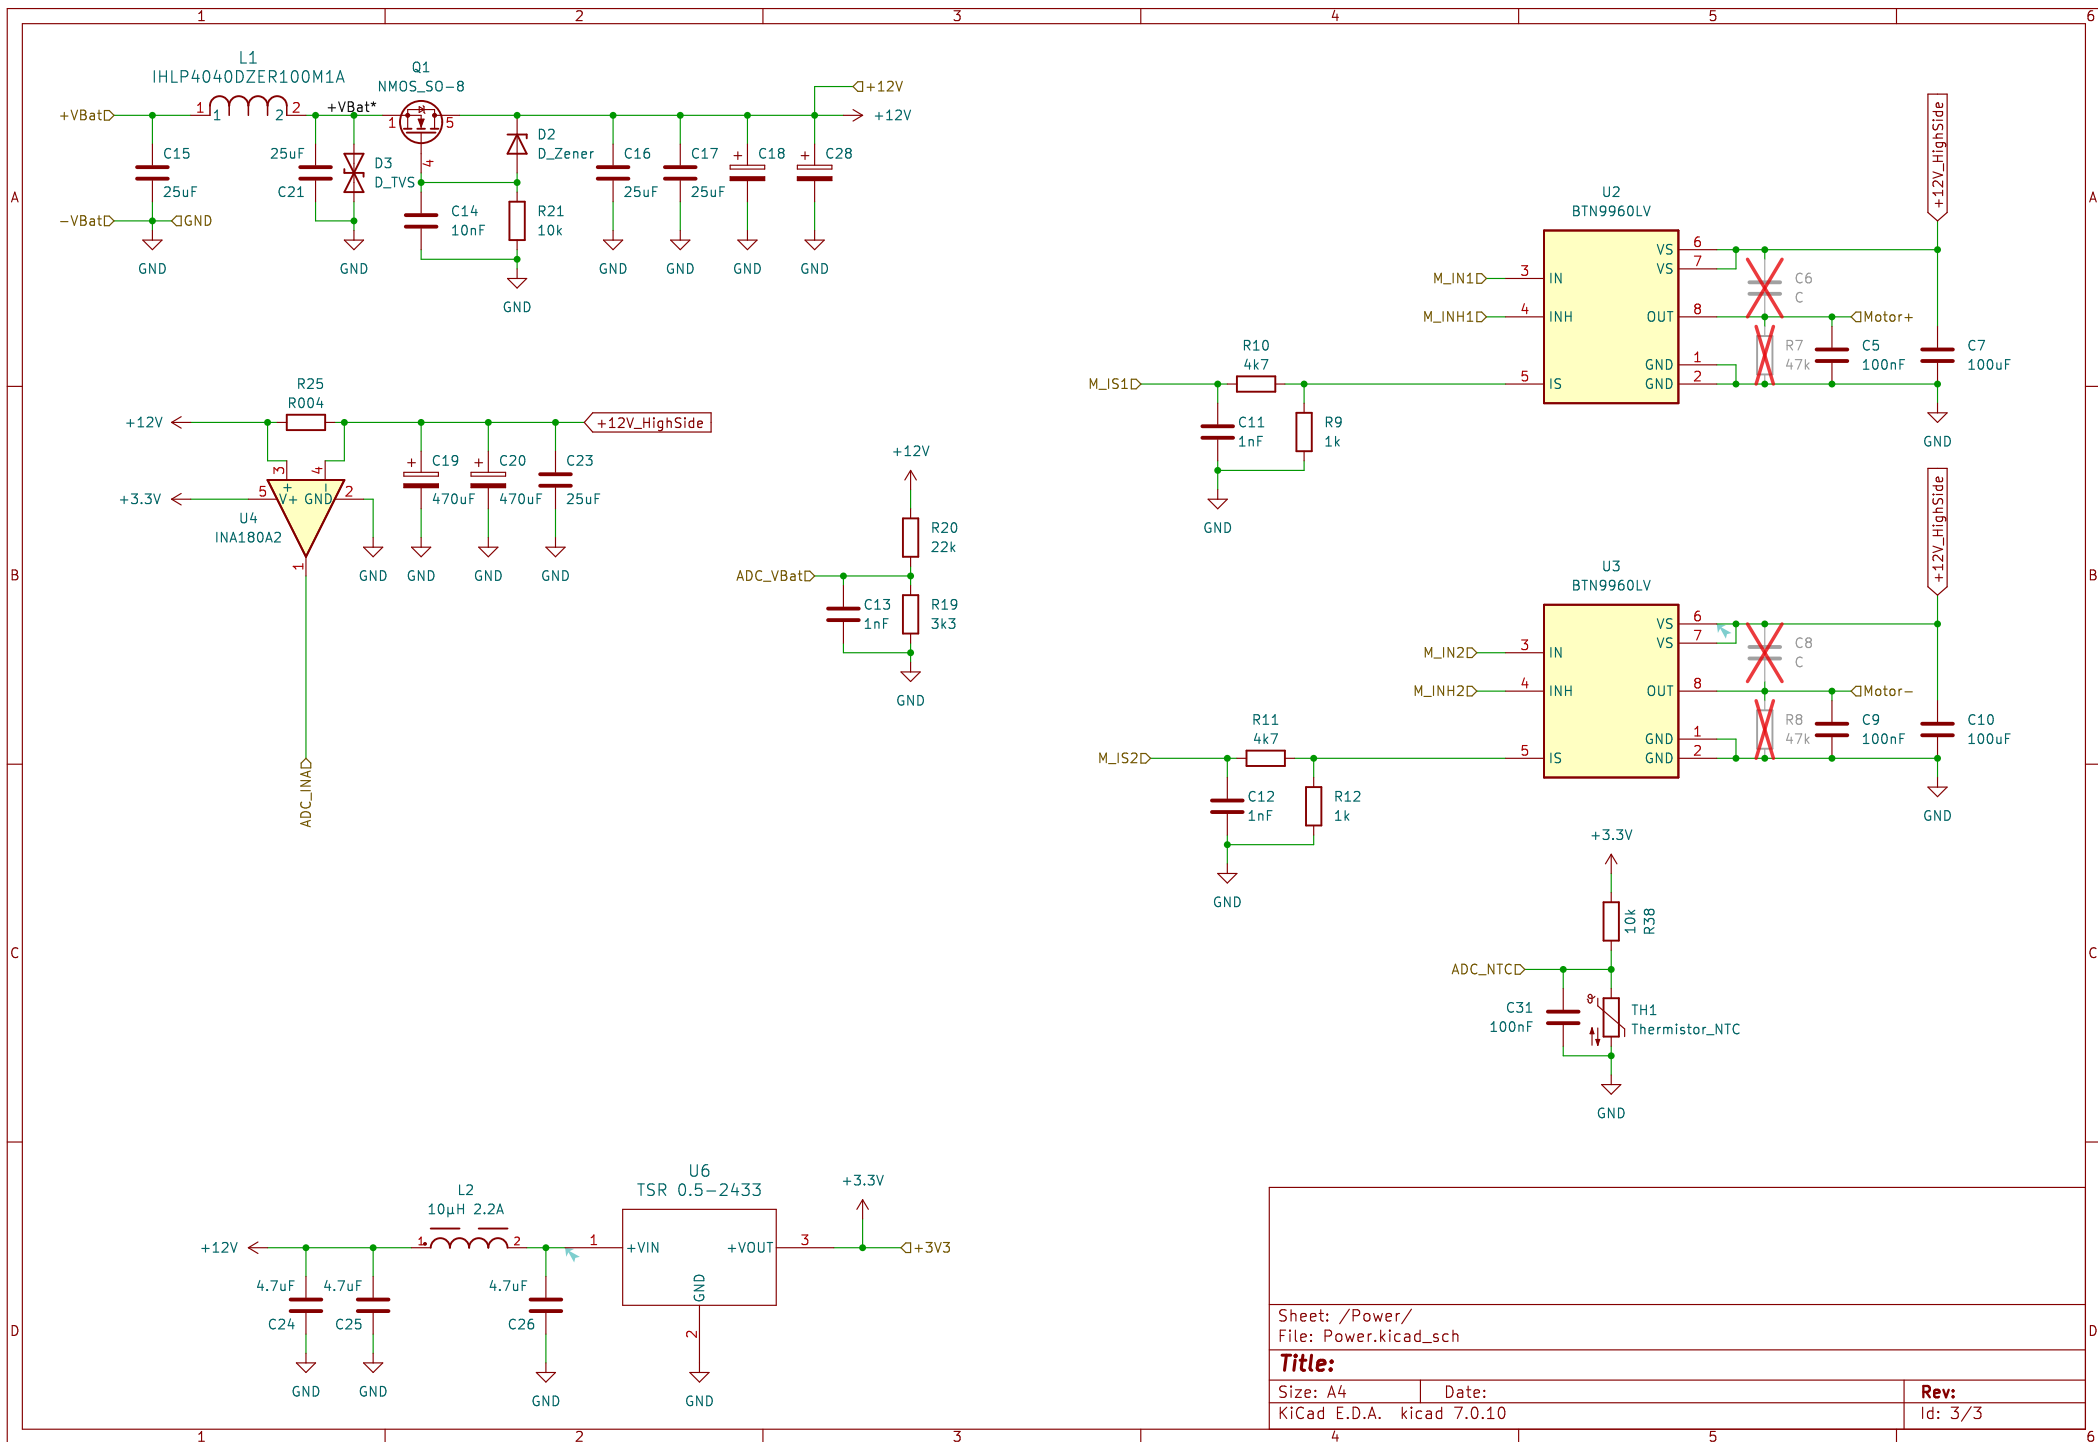 1 2 3 4 5 6
A
B
C
D
L1
IHLP4040DZER100M1A
+VBat
1 1 2 2
+VBat*
Q1
NMOS_SO-8
1 5
4
+12V
+12V
C15
25uF
-VBat
GND
GND
25uF
C21
D3
D_TVS
GND
C14
10nF
D2
D_Zener
R21
10k
GND
C16
25uF
GND
C17
25uF
GND
+ C18
GND
+ C28
GND
R25
R004
+12V
+12V_HighSide
3 4
+ -
+3.3V
5 V+ GND 2
U4
INA180A2
1
GND
ADC_INA
+ C19
470uF
GND
+ C20
470uF
GND
C23
25uF
GND
+12V
R20
22k
ADC_VBat
C13
1nF
R19
3k3
GND
U2
BTN9960LV
+12V_HighSide
M_IN1
3 IN
M_INH1
4 INH
5 IS
VS 6
VS 7
OUT 8
GND 1
GND 2
C6
C
Motor+
R7
47k
C5
100nF
C7
100uF
GND
M_IS1
R10
4k7
C11
1nF
R9
1k
GND
U3
BTN9960LV
+12V_HighSide
M_IN2
3 IN
M_INH2
4 INH
5 IS
VS 6
VS 7
OUT 8
GND 1
GND 2
C8
C
Motor-
R8
47k
C9
100nF
C10
100uF
GND
M_IS2
R11
4k7
C12
1nF
R12
1k
GND
+3.3V
10k
R38
ADC_NTC
C31
100nF
θ
TH1
Thermistor_NTC
GND
+12V
L2
10µH 2.2A
1 2
4.7uF
C24
GND
4.7uF
C25
GND
4.7uF
C26
GND
U6
TSR 0.5-2433
1 +VIN
+VOUT 3
GND
2
GND
+3.3V
+3V3
Sheet: /Power/
File: Power.kicad_sch
Title:
Size: A4 Date: Rev:
KiCad E.D.A. kicad 7.0.10 Id: 3/3
A
B
C
D
1 2 3 4 5 6